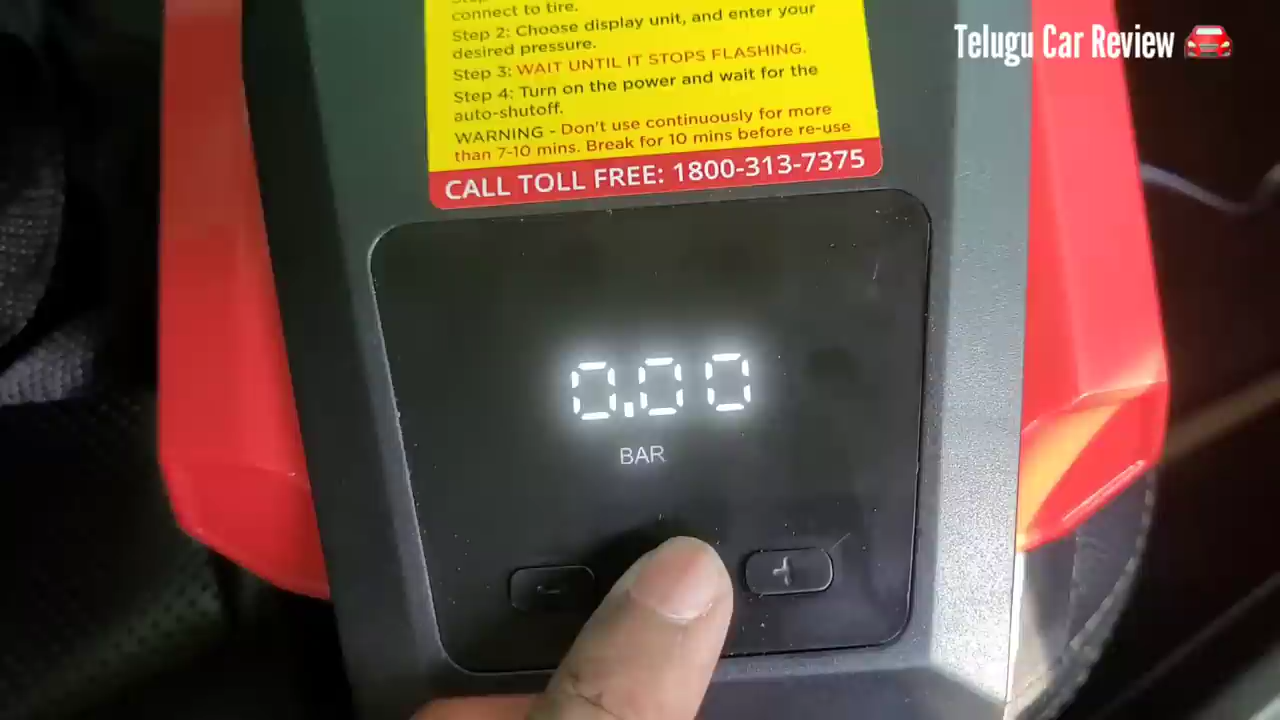 connect to tire.
Step 2: Choose display unit, and enter your
desired pressure.
Step 3: WAIT UNTIL IT STOPS FLASHING.
Step 4: Turn on the power and wait for the
auto-shutoff.
WARNING - Don't use continuously for more
than 7-10 mins. Break for 10 mins before re-use
CALL TOLL FREE: 1800-313-7375
Telugu Car Review 🚘
0.00
BAR
- +